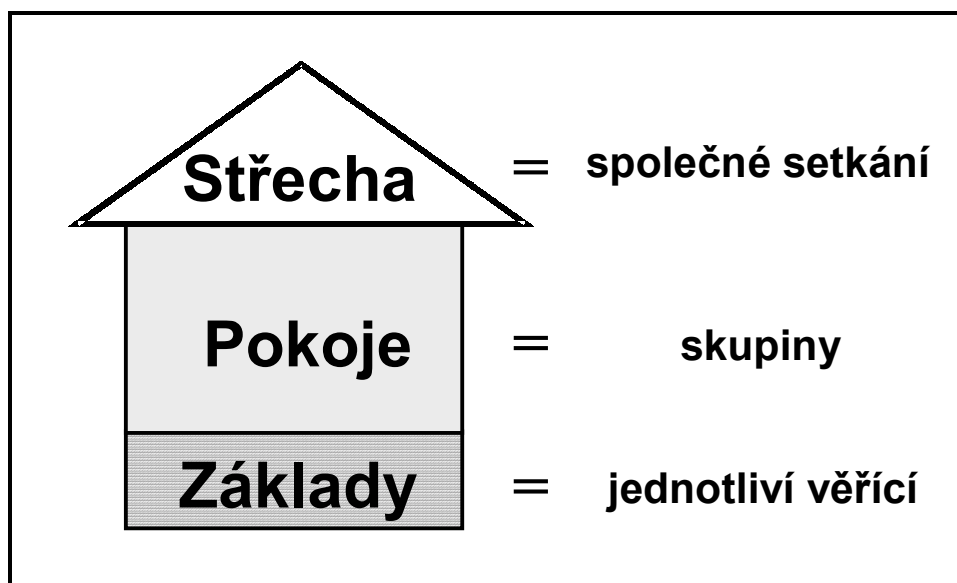 Střecha = společné setkání
Pokoje = skupiny
Základy = jednotliví věřící